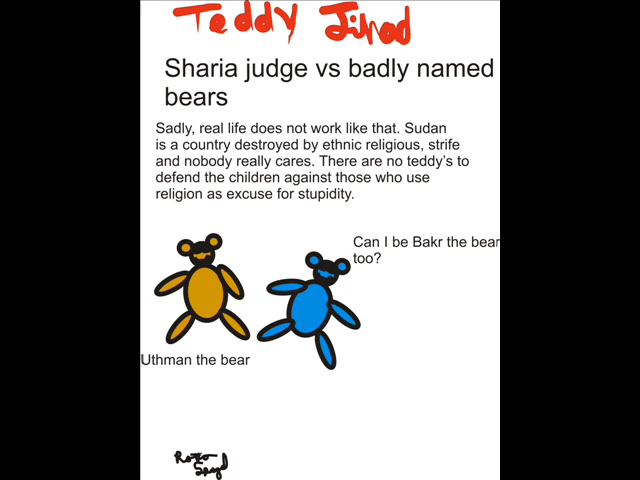 Teddy Jihad
Sharia judge vs badly named
bears
Sadly, real life does not work like that. Sudan
is a country destroyed by ethnic religious, strife
and nobody really cares. There are no teddy's to
defend the children against those who use
religion as excuse for stupidity.
Can I be Bakr the bear
too?
Uthman the bear